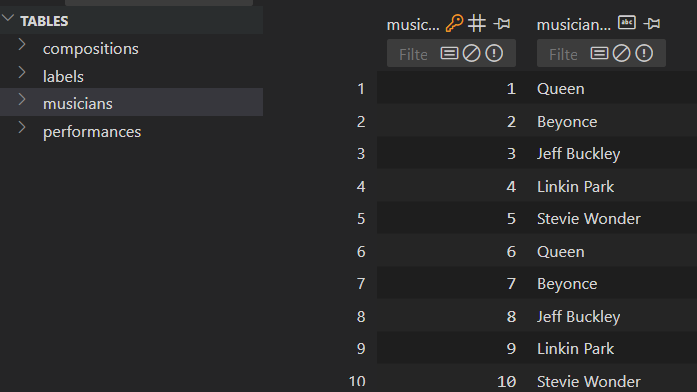 TABLES
compositions
labels
musicians
performances
music... musician...
Filte Filte
1 1 Queen
2 2 Beyonce
3 3 Jeff Buckley
4 4 Linkin Park
5 5 Stevie Wonder
6 6 Queen
7 7 Beyonce
8 8 Jeff Buckley
9 9 Linkin Park
10 10 Stevie Wonder